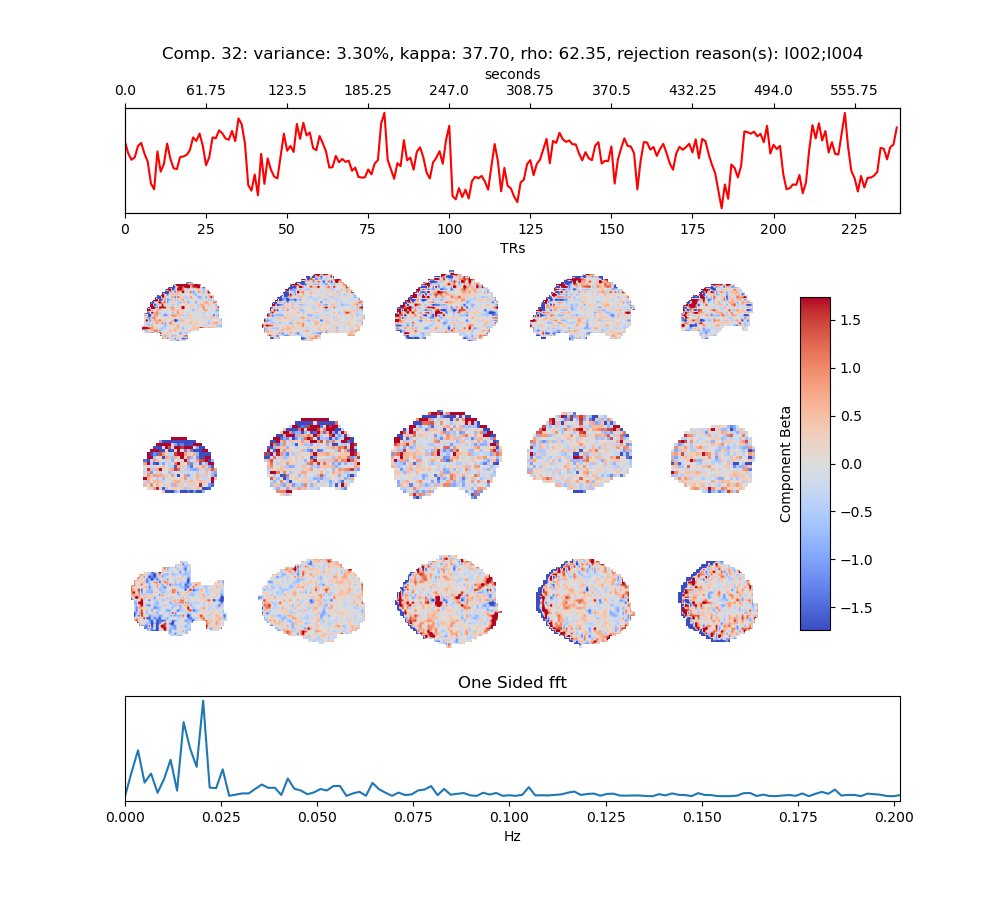 Comp. 32: variance: 3.30%, kappa: 37.70, rho: 62.35, rejection reason(s): I002;I004
seconds
0.0 61.75 123.5 185.25 247.0 308.75 370.5 432.25 494.0 555.75
0 25 50 75 100 125 150 175 200 225
TRs
1.5
1.0
0.5
0.0
−0.5
−1.0
−1.5
Component Beta
One Sided fft
0.000 0.025 0.050 0.075 0.100 0.125 0.150 0.175 0.200
Hz